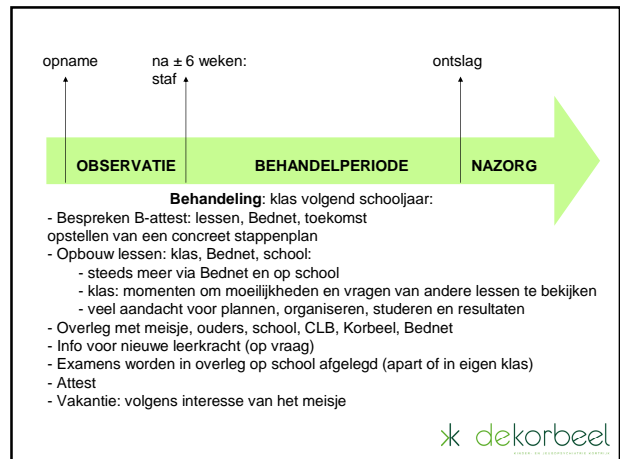 opname na ± 6 weken: ontslag
staf
OBSERVATIE BEHANDELPERIODE NAZORG
Behandeling: klas volgend schooljaar:
- Bespreken B-attest: lessen, Bednet, toekomst
opstellen van een concreet stappenplan
- Opbouw lessen: klas, Bednet, school:
- steeds meer via Bednet en op school
- klas: momenten om moeilijkheden en vragen van andere lessen te bekijken
- veel aandacht voor plannen, organiseren, studeren en resultaten
- Overleg met meisje, ouders, school, CLB, Korbeel, Bednet
- Info voor nieuwe leerkracht (op vraag)
- Examens worden in overleg op school afgelegd (apart of in eigen klas)
- Attest
- Vakantie: volgens interesse van het meisje
dekorbeel